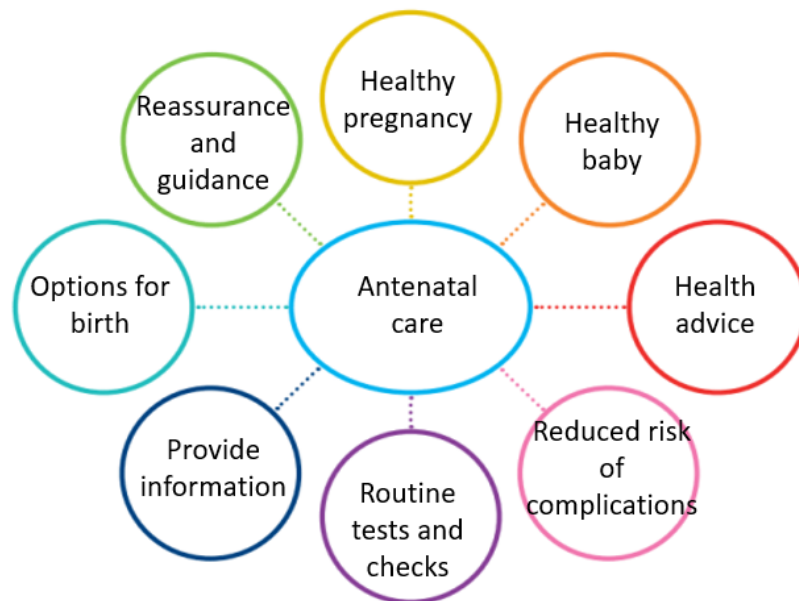 Healthy
pregnancy
Healthy
baby
Health
advice
Reduced risk
of
complications
Routine
tests and
checks
Provide
information
Options for
birth
Reassurance
and
guidance
Antenatal
care